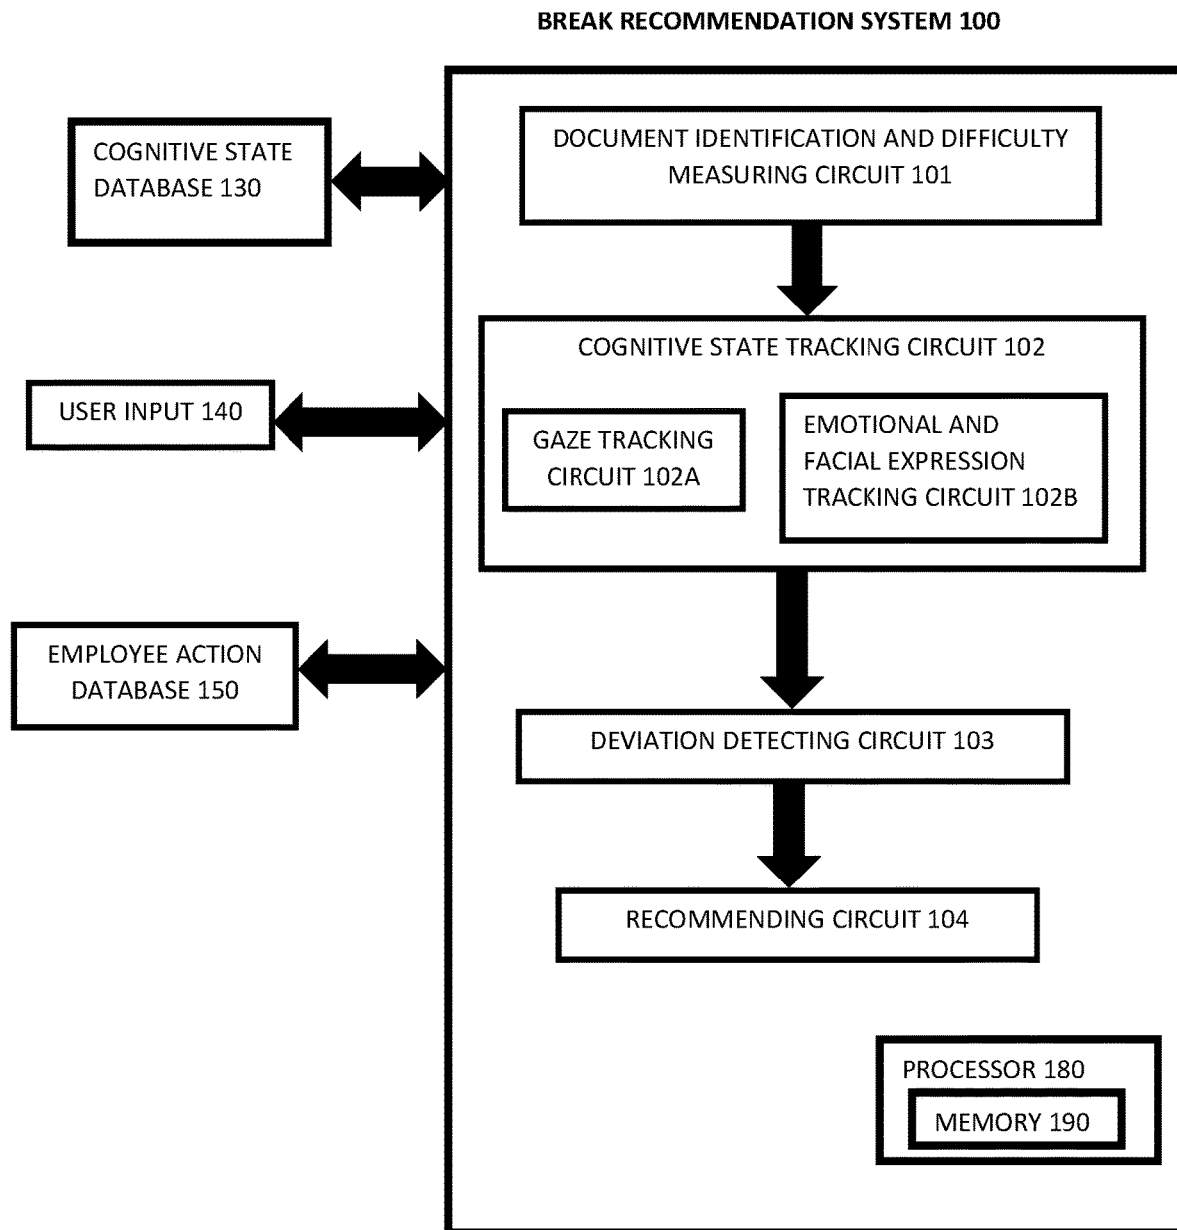 BREAK RECOMMENDATION SYSTEM 100
DOCUMENT IDENTIFICATION AND DIFFICULTY
MEASURING CIRCUIT 101
COGNITIVE STATE
DATABASE 130
COGNITIVE STATE TRACKING CIRCUIT 102
USER INPUT 140
GAZE TRACKING
CIRCUIT 102A
EMOTIONAL AND
FACIAL EXPRESSION
TRACKING CIRCUIT 102B
EMPLOYEE ACTION
DATABASE 150
DEVIATION DETECTING CIRCUIT 103
RECOMMENDING CIRCUIT 104
PROCESSOR 180
MEMORY 190